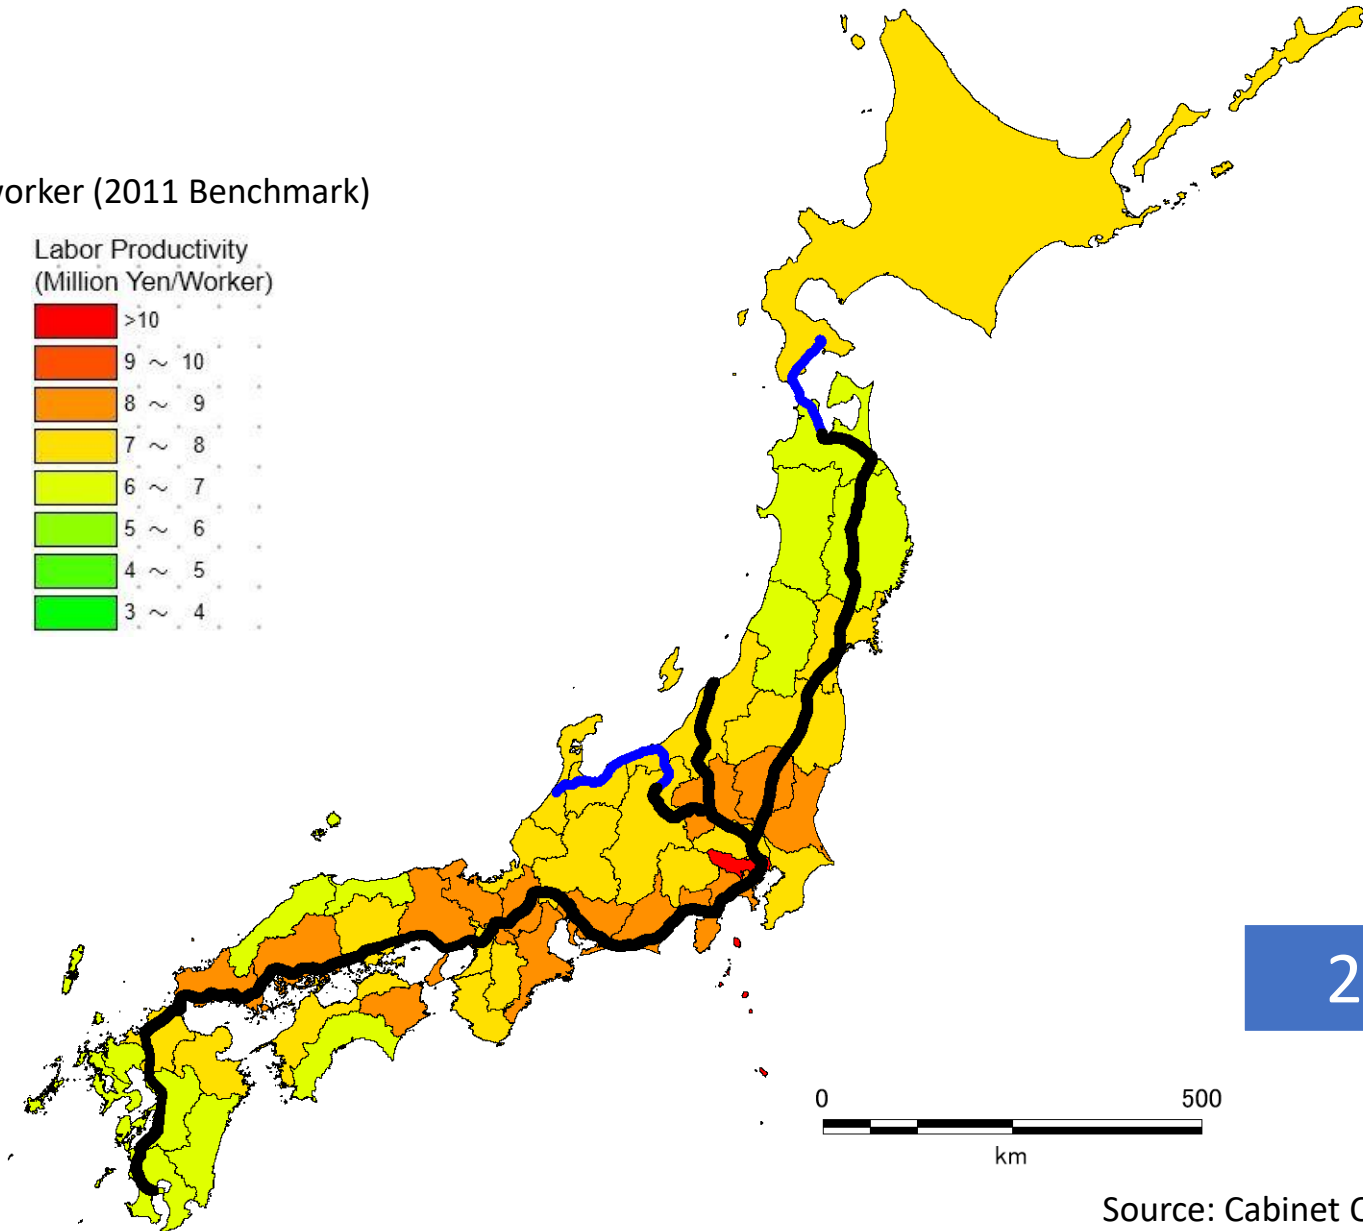 worker (2011 Benchmark)
Labor Productivity
(Million Yen/Worker)
>10
9 ～ 10
8 ～ 9
7 ～ 8
6 ～ 7
5 ～ 6
4 ～ 5
3 ～ 4
2
0 500
km
Source: Cabinet